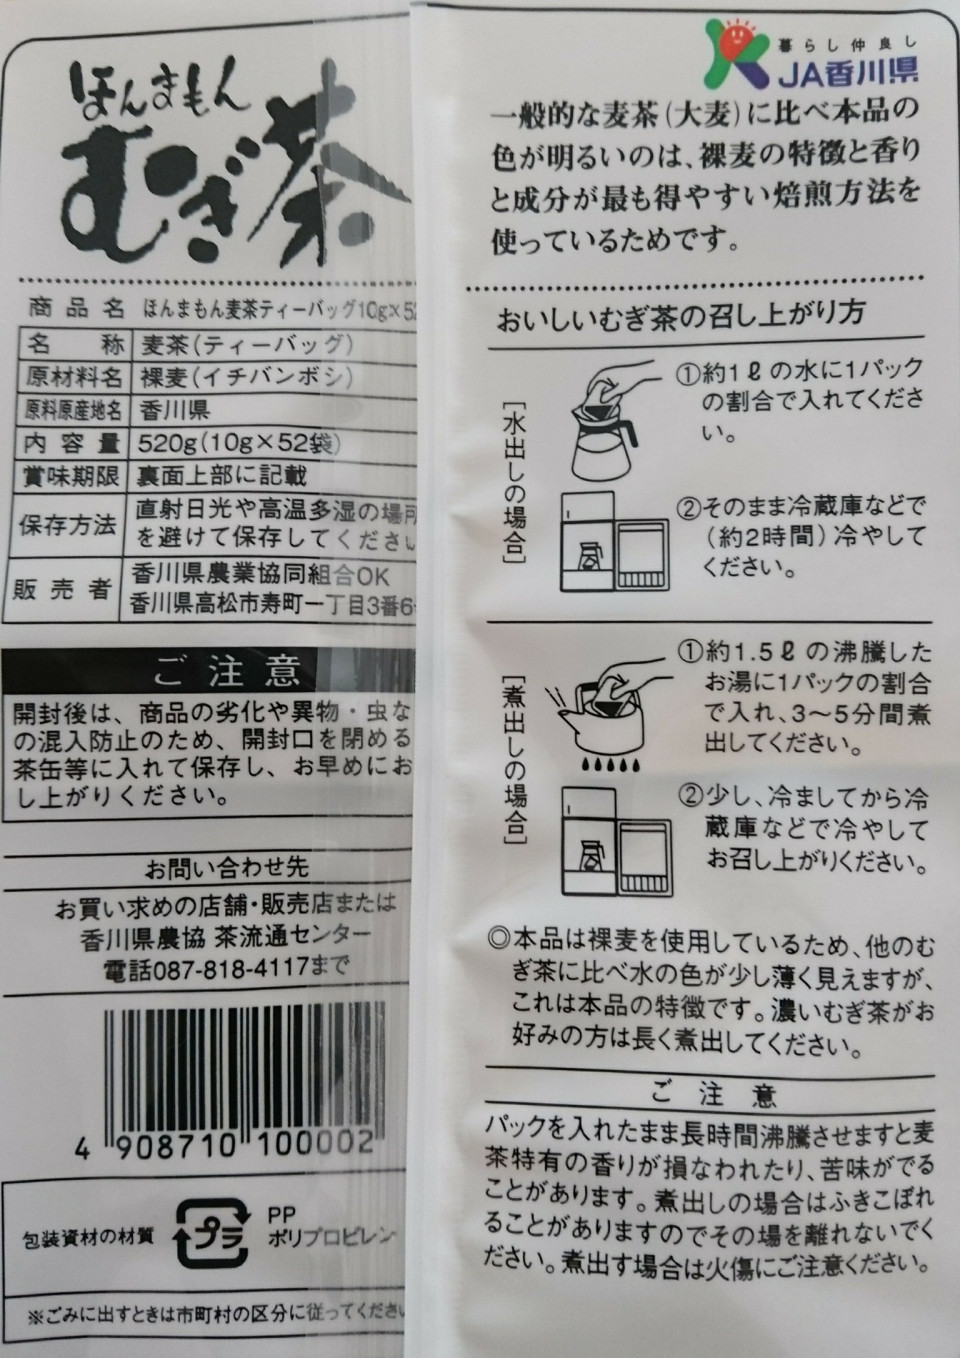 ほんまもん
むぎ茶
商品名 ほんまもん麦茶ティーバッグ10g×52
名称 麦茶(ティーバッグ)
原材料名 裸麦(イチバンボシ)
原料原産地名 香川県
内容量 520g(10g×52袋)
賞味期限 裏面上部に記載
保存方法 直射日光や高温多湿の場所
を避けて保存してください
販売者 香川県農業協同組合OK
香川県高松市寿町一丁目3番6
ご注意
開封後は、商品の劣化や異物・虫な
の混入防止のため、開封口を閉める
茶缶等に入れて保存し、お早めにお
し上がりください。
お問い合わせ先
お買い求めの店舗・販売店または
香川県農協 茶流通センター
電話087-818-4117まで
4 908710 100002
包装資材の材質 プラ PP
ポリプロピレン
※ごみに出すときは市町村の区分に従ってください
暮らし仲良し
JA香川県
一般的な麦茶(大麦)に比べ本品の
色が明るいのは、裸麦の特徴と香り
と成分が最も得やすい焙煎方法を
使っているためです。
おいしいむぎ茶の召し上がり方
[水出しの場合]
①約1ℓの水に1パック
の割合で入れてくださ
い。
②そのまま冷蔵庫などで
(約2時間)冷やして
ください。
[煮出しの場合]
①約1.5ℓの沸騰した
お湯に1パックの割合
で入れ、3〜5分間煮
出してください。
②少し、冷ましてから冷
蔵庫などで冷やして
お召し上がりください。
◎本品は裸麦を使用しているため、他のむ
ぎ茶に比べ水の色が少し薄く見えますが、
これは本品の特徴です。濃いむぎ茶がお
好みの方は長く煮出してください。
ご注意
パックを入れたまま長時間沸騰させますと麦
茶特有の香りが損なわれたり、苦味がでる
ことがあります。煮出しの場合はふきこぼれ
ることがありますのでその場を離れないでく
ださい。煮出す場合は火傷にご注意ください。